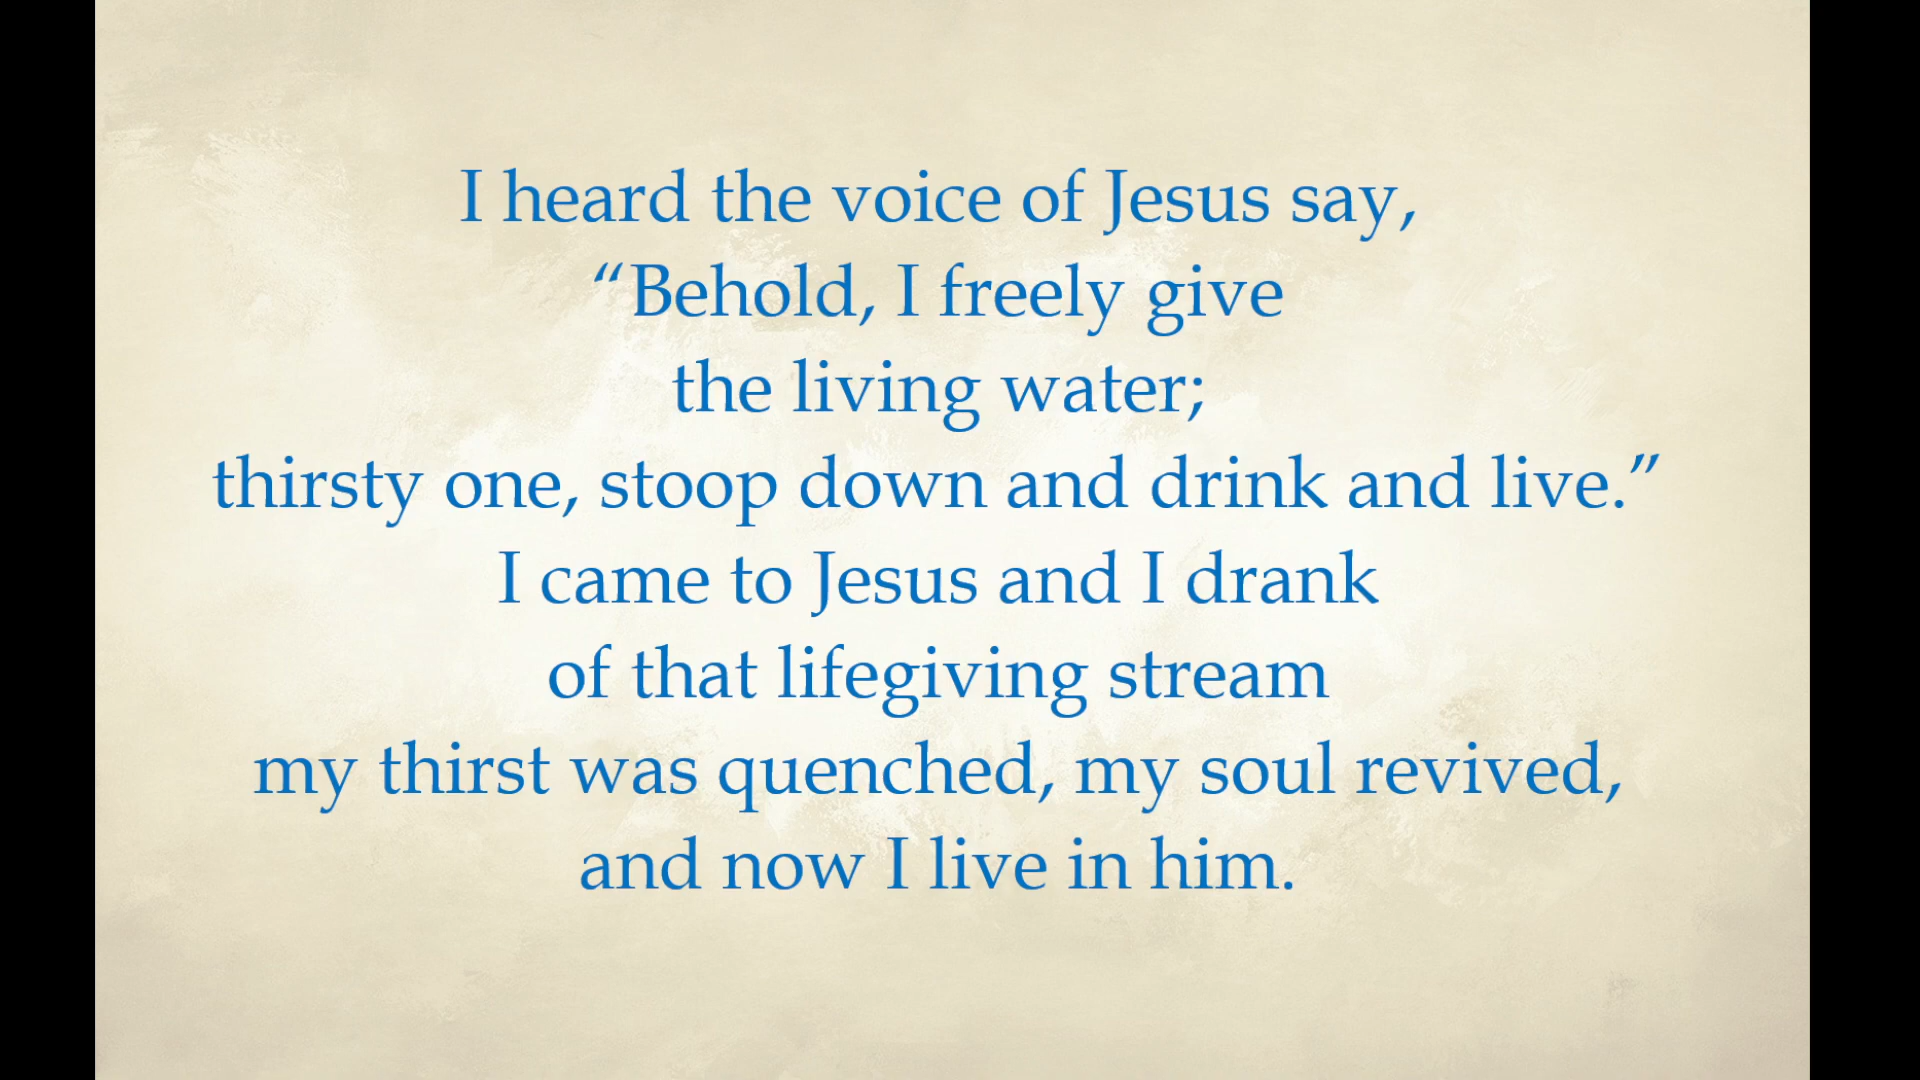 I heard the voice of Jesus say,
“Behold, I freely give
the living water;
thirsty one, stoop down and drink and live.”
I came to Jesus and I drank
of that lifegiving stream
my thirst was quenched, my soul revived,
and now I live in him.